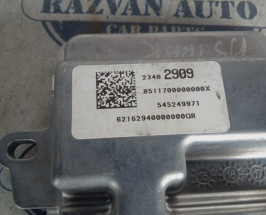 RAZVAN AUTO
CAR PARTS
2348 2909
8511700000000X
545249971
62162940000000QR